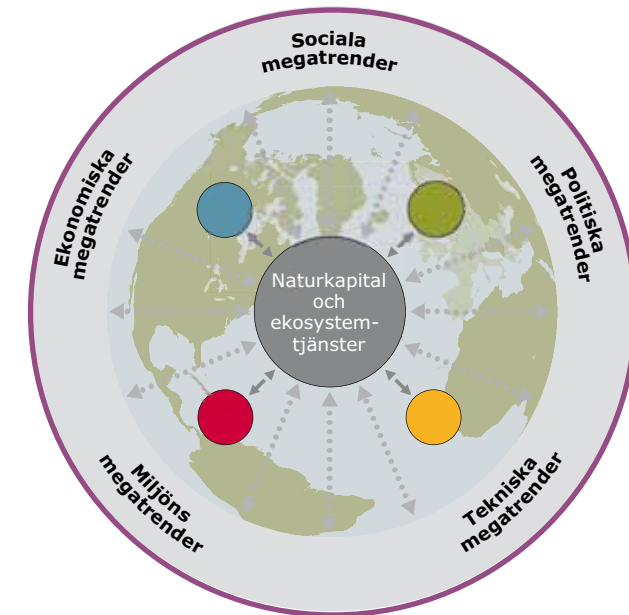 Sociala
megatrender
Ekonomiska
megatrender
Politiska
megatrender
Naturkapital
och
ekosystem-
tjänster
Miljöns
megatrender
Tekniska
megatrender